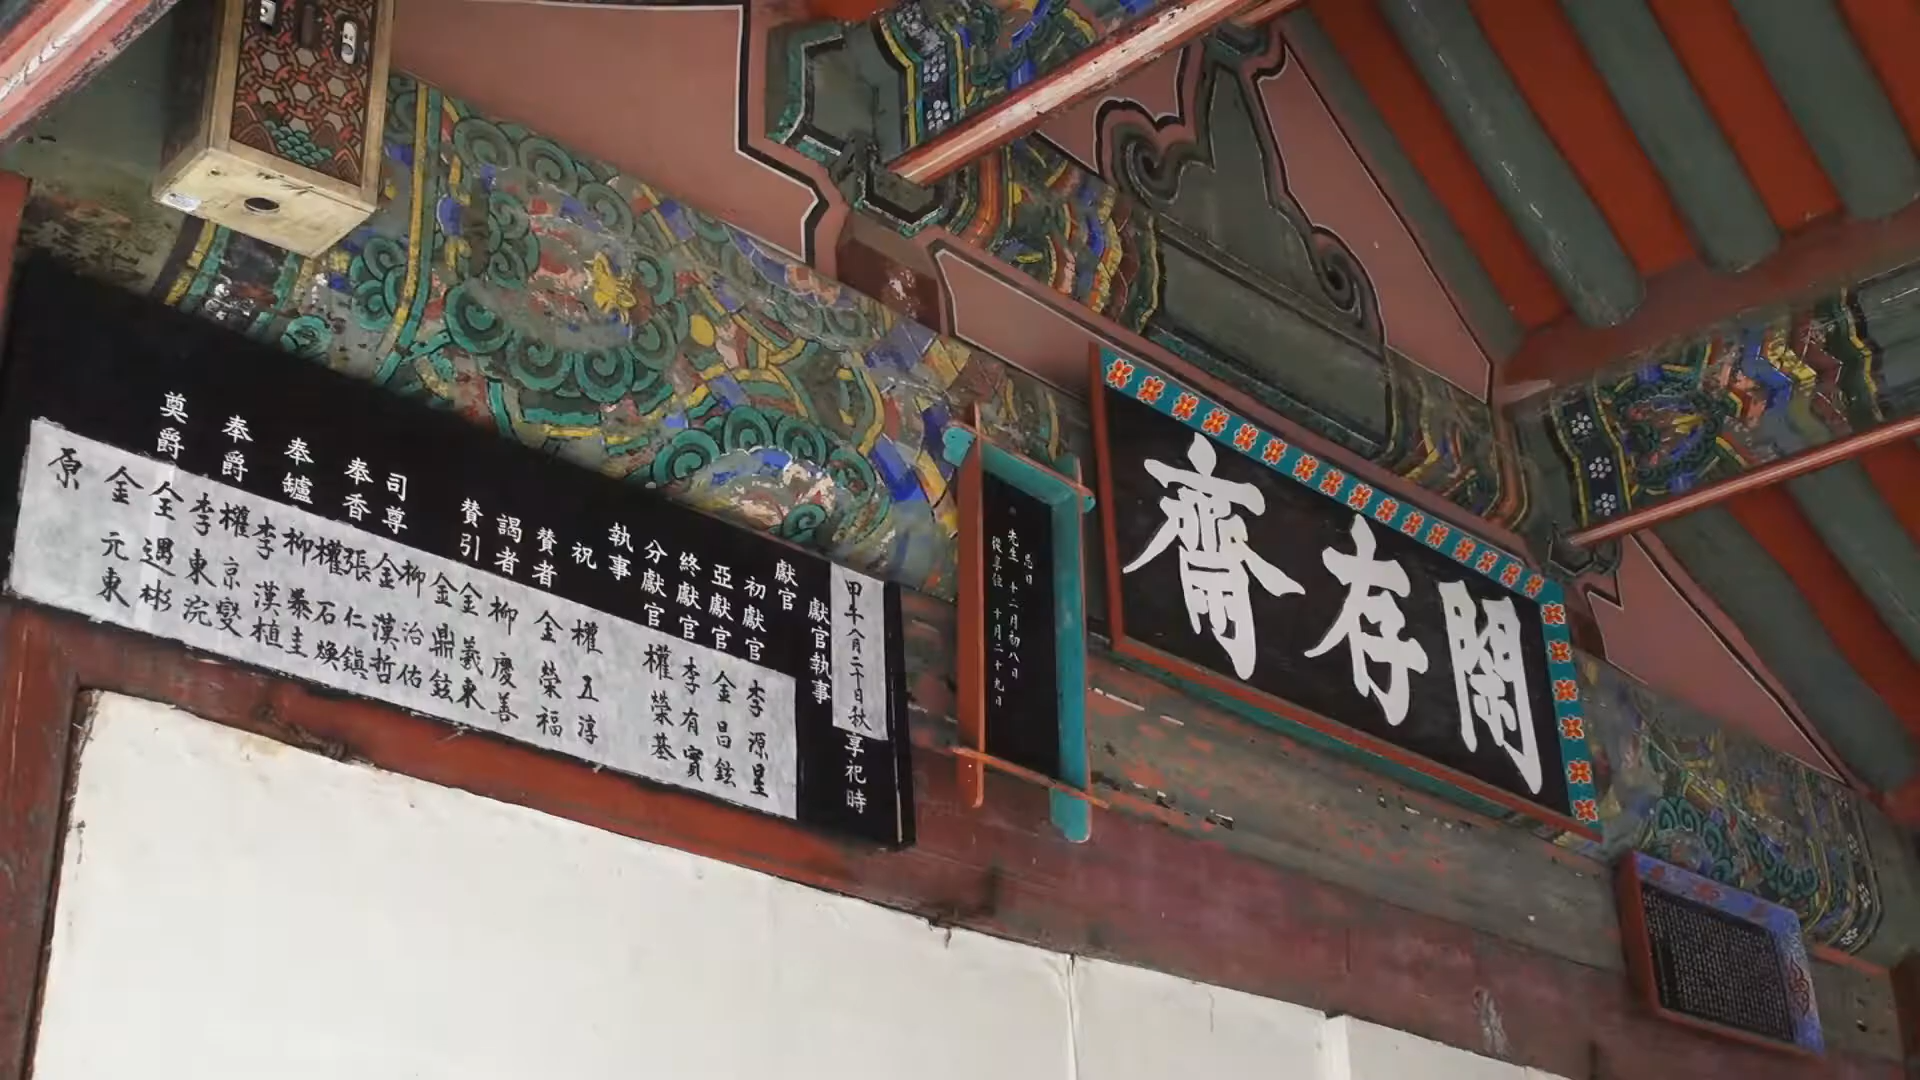 閑存齋
忌日
先生 十二月初八日
從享位 十月二十九日
甲午八月二十日秋享祀時
獻官執事
獻官
初獻官 李源星
亞獻官 金昌鉉
終獻官 李有實
分獻官 權榮基
執事
祝 權五淳
贊者 金榮福
謁者 柳慶善
贊引 金羲東
金鼎鉉
司尊 柳治佑
金漢哲
奉香 張仁鎭
權石煥
奉鑪 柳暴圭
李漢植
奉爵 權京燮
李東浣
奠爵 全遇彬
金元東
原